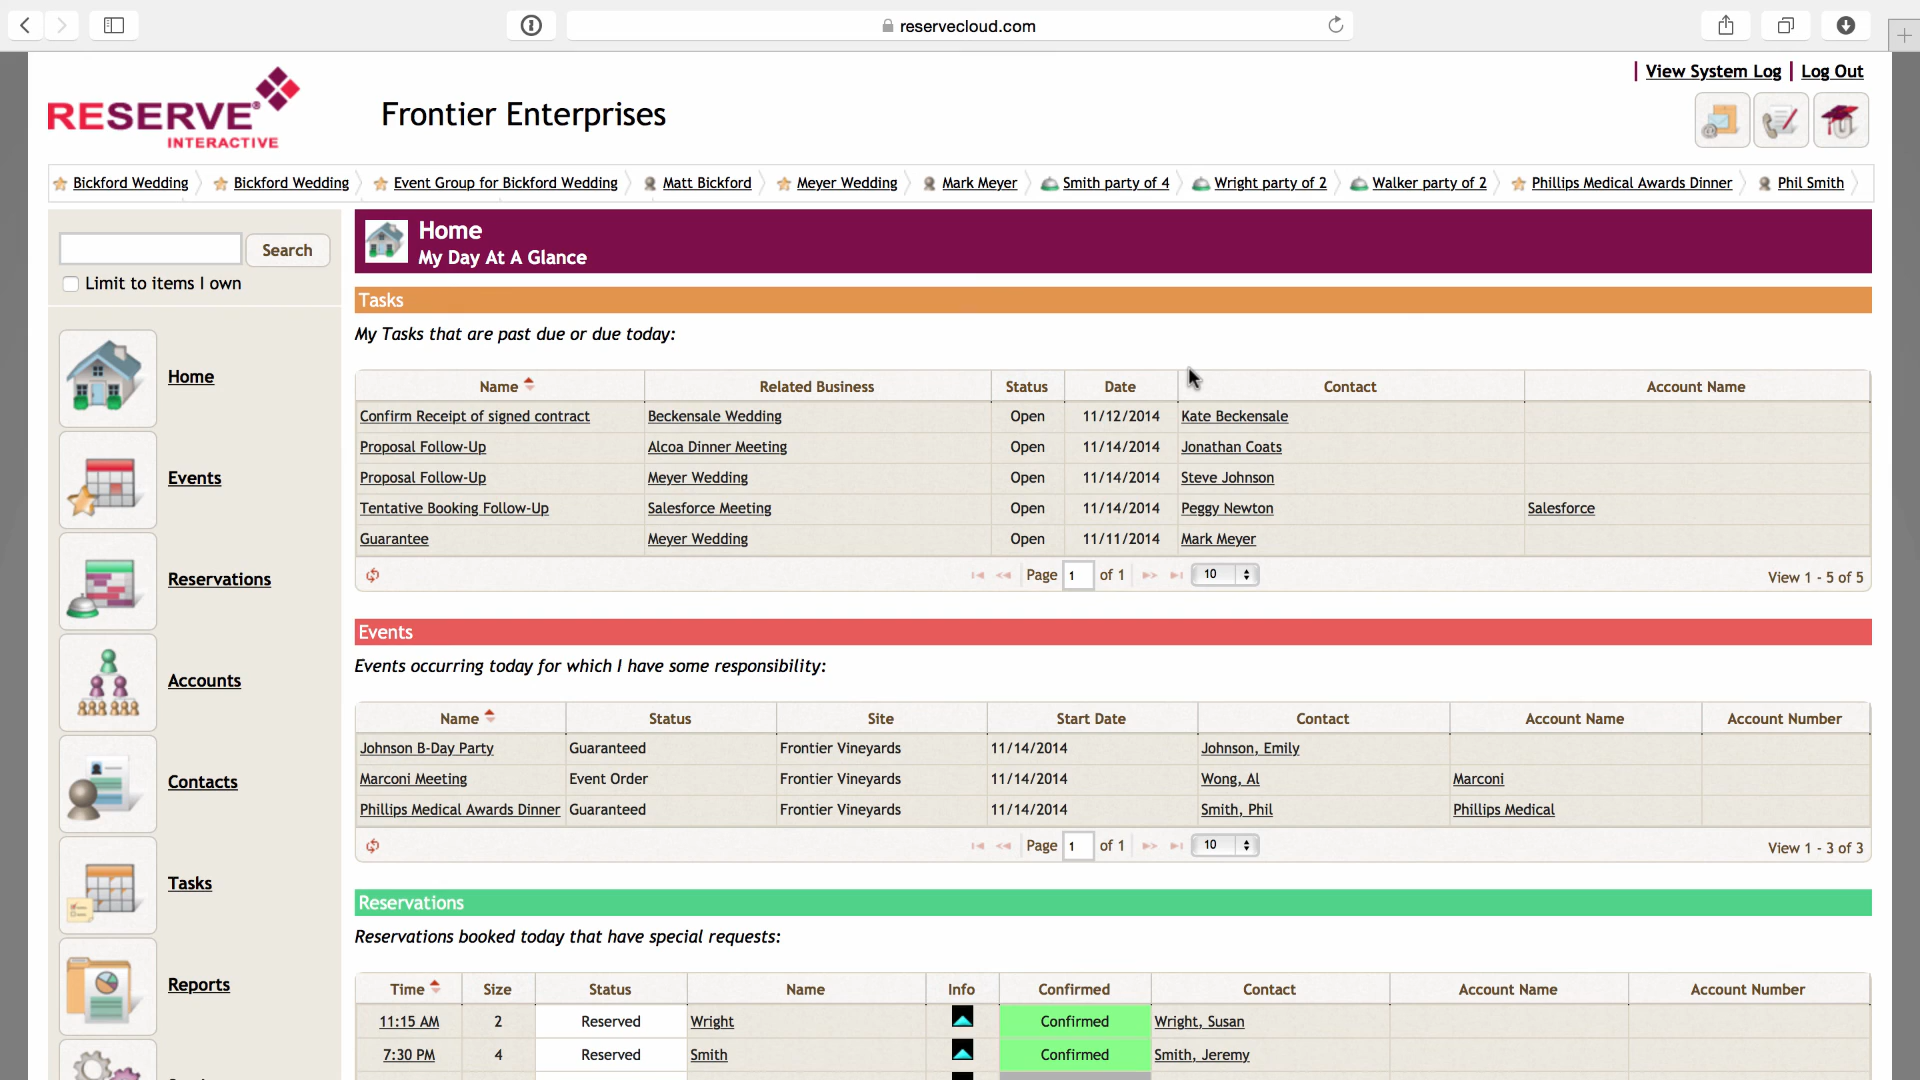 reservecloud.com
View System Log | Log Out
RESERVE®
INTERACTIVE
Frontier Enterprises
Bickford Wedding Bickford Wedding Event Group for Bickford Wedding Matt Bickford Meyer Wedding Mark Meyer Smith party of 4 Wright party of 2 Walker party of 2 Phillips Medical Awards Dinner Phil Smith
Search
Limit to items I own
Home
Events
Reservations
Accounts
Contacts
Tasks
Reports
Home
My Day At A Glance
Tasks
My Tasks that are past due or due today:
Name Related Business Status Date Contact Account Name
Confirm Receipt of signed contract Beckensale Wedding Open 11/12/2014 Kate Beckensale
Proposal Follow-Up Alcoa Dinner Meeting Open 11/14/2014 Jonathan Coats
Proposal Follow-Up Meyer Wedding Open 11/14/2014 Steve Johnson
Tentative Booking Follow-Up Salesforce Meeting Open 11/14/2014 Peggy Newton Salesforce
Guarantee Meyer Wedding Open 11/11/2014 Mark Meyer
Page 1 of 1 10 View 1 - 5 of 5
Events
Events occurring today for which I have some responsibility:
Name Status Site Start Date Contact Account Name Account Number
Johnson B-Day Party Guaranteed Frontier Vineyards 11/14/2014 Johnson, Emily
Marconi Meeting Event Order Frontier Vineyards 11/14/2014 Wong, Al Marconi
Phillips Medical Awards Dinner Guaranteed Frontier Vineyards 11/14/2014 Smith, Phil Phillips Medical
Page 1 of 1 10 View 1 - 3 of 3
Reservations
Reservations booked today that have special requests:
Time Size Status Name Info Confirmed Contact Account Name Account Number
11:15 AM 2 Reserved Wright Confirmed Wright, Susan
7:30 PM 4 Reserved Smith Confirmed Smith, Jeremy